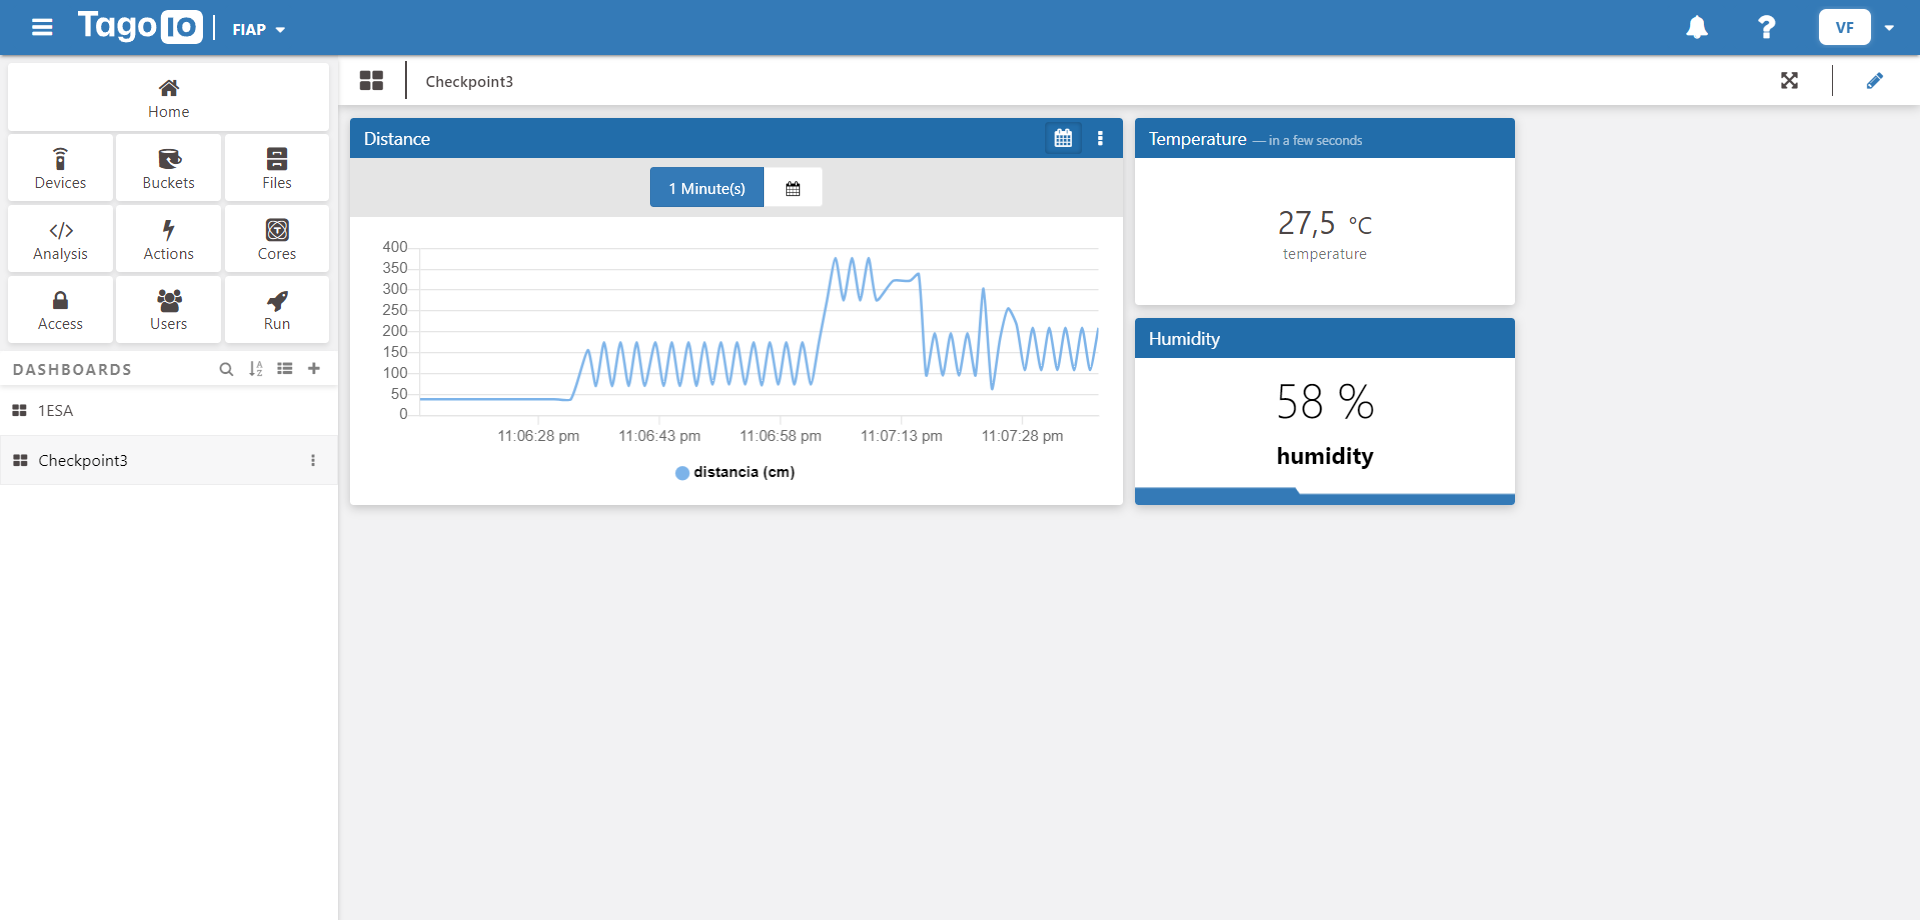 TagoIO
FIAP
VF
Home
Devices
Buckets
Files
Analysis
Actions
Cores
Access
Users
Run
DASHBOARDS
1ESA
Checkpoint3
Checkpoint3
Distance
1 Minute(s)
400
350
300
250
200
150
100
50
0
11:06:28 pm
11:06:43 pm
11:06:58 pm
11:07:13 pm
11:07:28 pm
distancia (cm)
Temperature — in a few seconds
27,5 °C
temperature
Humidity
58 %
humidity